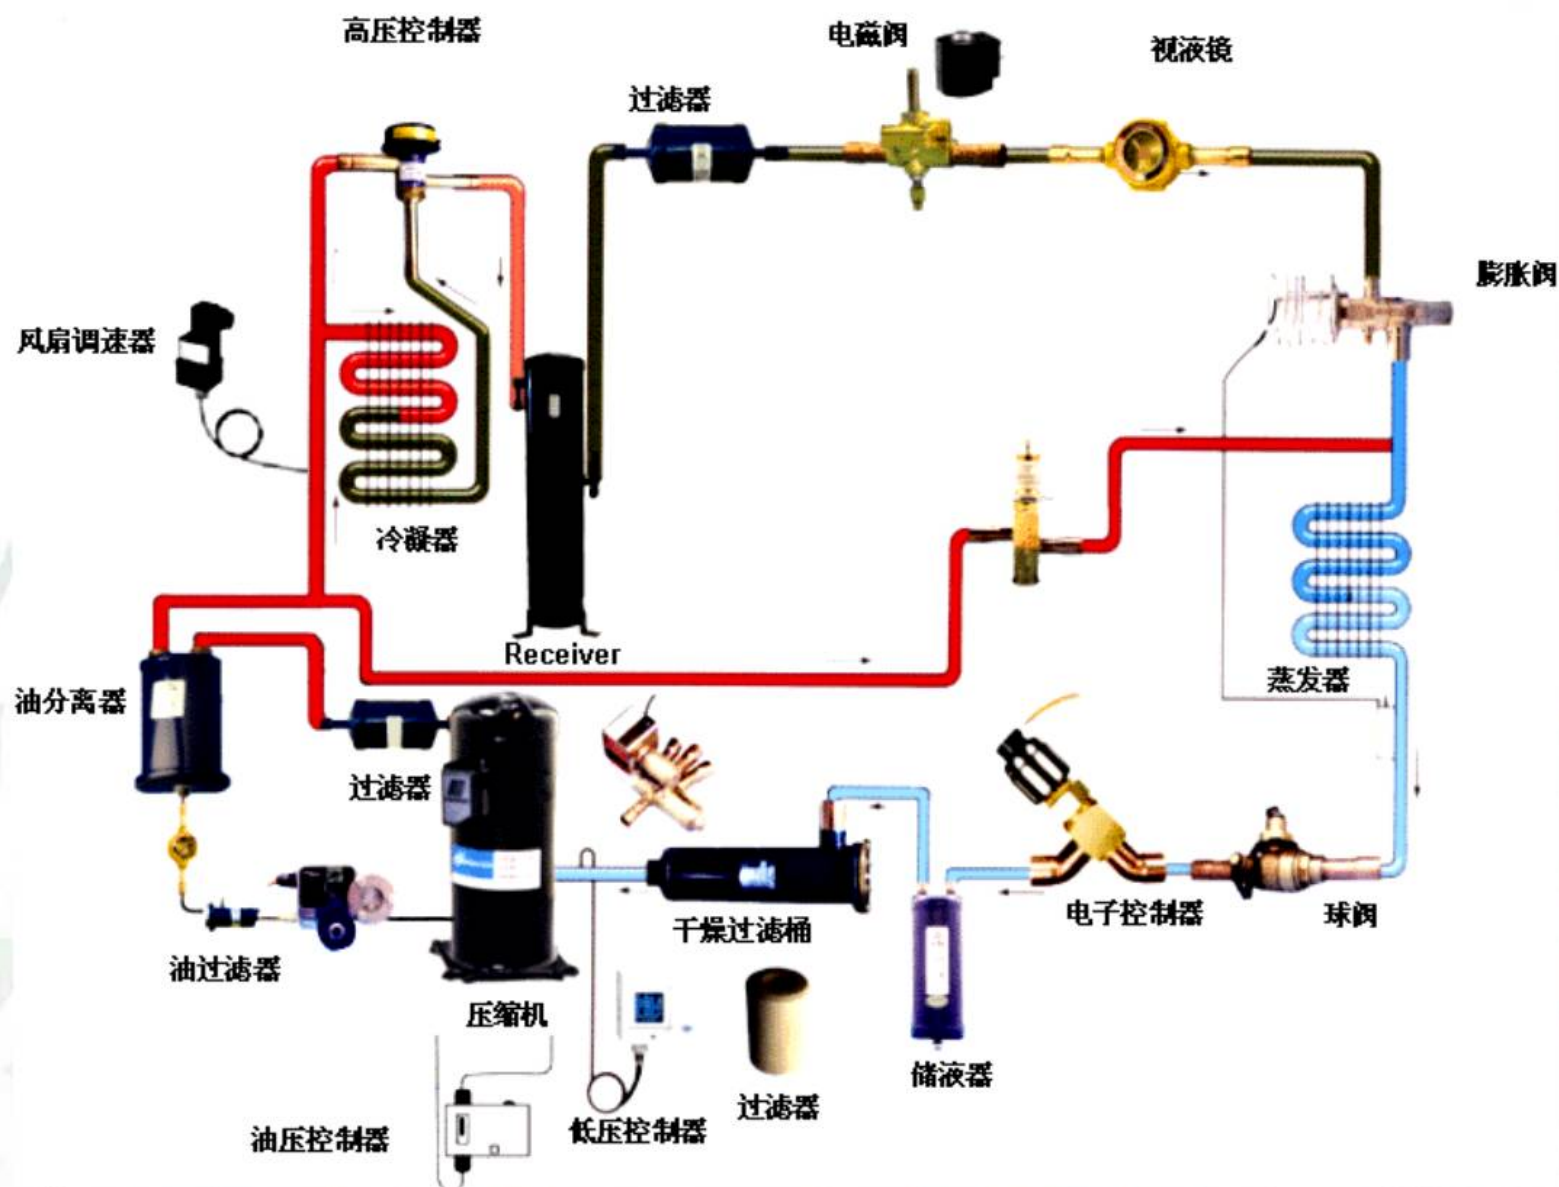 高压控制器
电磁阀
视液镜
过滤器
膨胀阀
风扇调速器
冷凝器
Receiver
蒸发器
油分离器
过滤器
电子控制器
球阀
干燥过滤桶
油过滤器
压缩机
储液器
过滤器
低压控制器
油压控制器